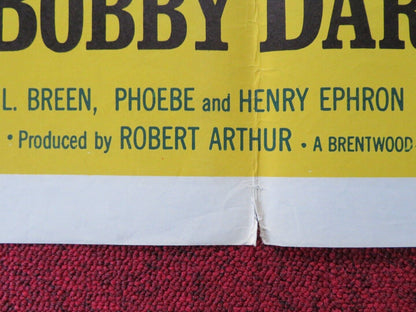 BOBBY DAR
L. BREEN, PHOEBE and HENRY EPHRON
• Produced by ROBERT ARTHUR • A BRENTWOOD